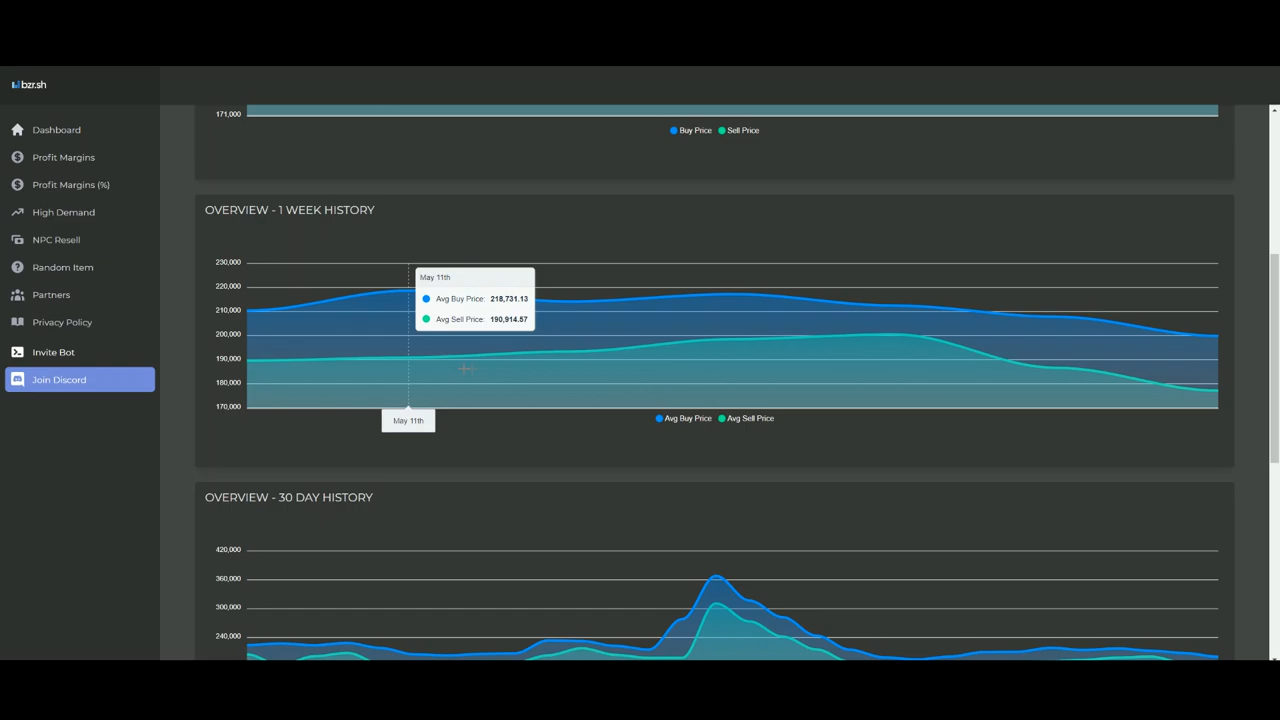 bzr.sh
Dashboard
Profit Margins
Profit Margins (%)
High Demand
NPC Resell
Random Item
Partners
Privacy Policy
Invite Bot
Join Discord
171,000
Buy Price Sell Price
OVERVIEW - 1 WEEK HISTORY
230,000
220,000
210,000
200,000
190,000
180,000
170,000
May 11th
Avg Buy Price: 218,731.13
Avg Sell Price: 190,914.57
May 11th
Avg Buy Price Avg Sell Price
OVERVIEW - 30 DAY HISTORY
420,000
360,000
300,000
240,000